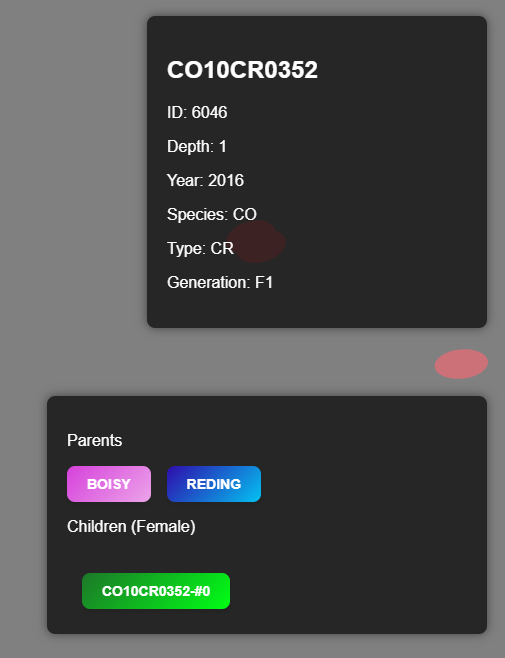 CO10CR0352
ID: 6046
Depth: 1
Year: 2016
Species: CO
Type: CR
Generation: F1
Parents
BOISY REDING
Children (Female)
CO10CR0352-#0